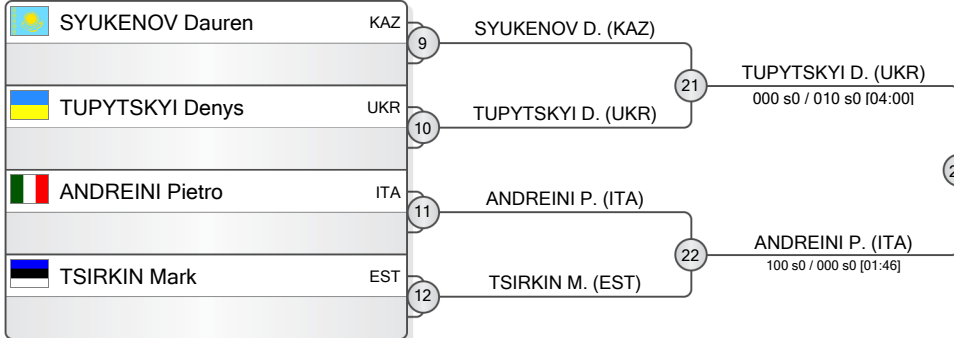 SYUKENOV Dauren KAZ
9
SYUKENOV D. (KAZ)
21
TUPYTSKYI D. (UKR)
000 s0 / 010 s0 [04:00]
TUPYTSKYI Denys UKR
10
TUPYTSKYI D. (UKR)
ANDREINI Pietro ITA
11
ANDREINI P. (ITA)
22
ANDREINI P. (ITA)
100 s0 / 000 s0 [01:46]
TSIRKIN Mark EST
12
TSIRKIN M. (EST)